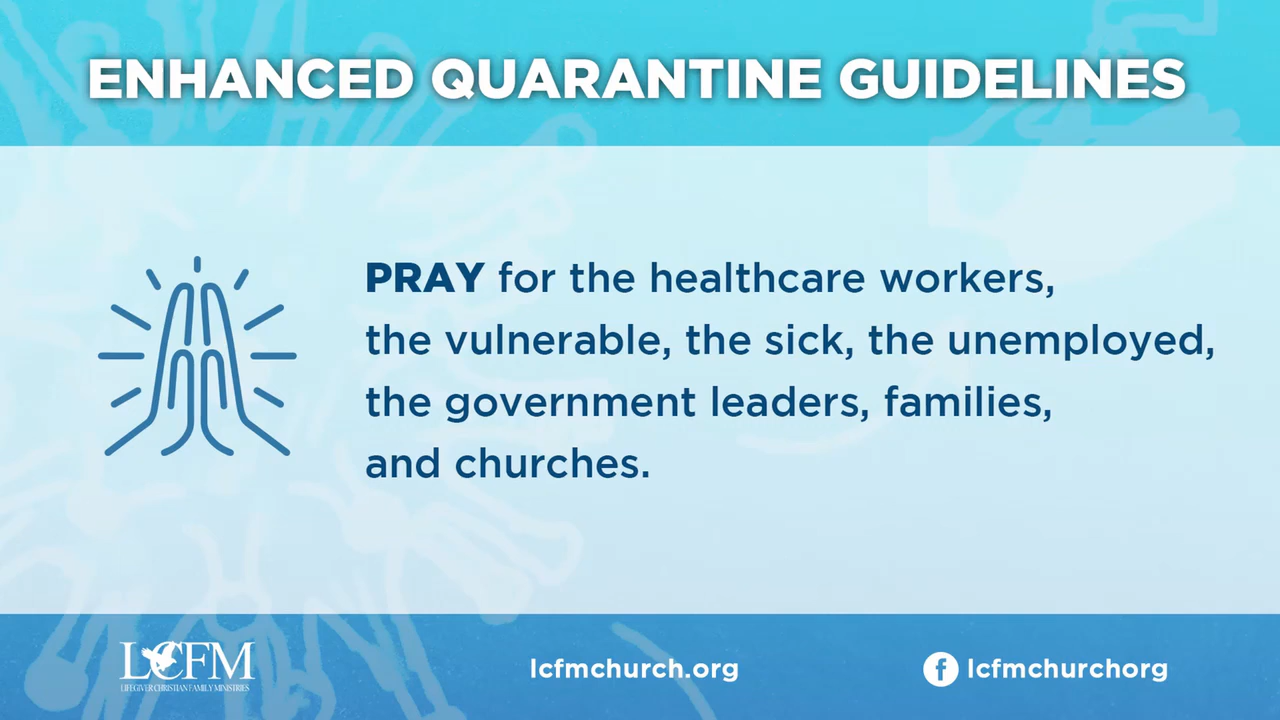 ENHANCED QUARANTINE GUIDELINES
PRAY for the healthcare workers,
the vulnerable, the sick, the unemployed,
the government leaders, families,
and churches.
LCFM
LIFEGIVER CHRISTIAN FAMILY MINISTRIES
lcfmchurch.org
lcfmchurchorg